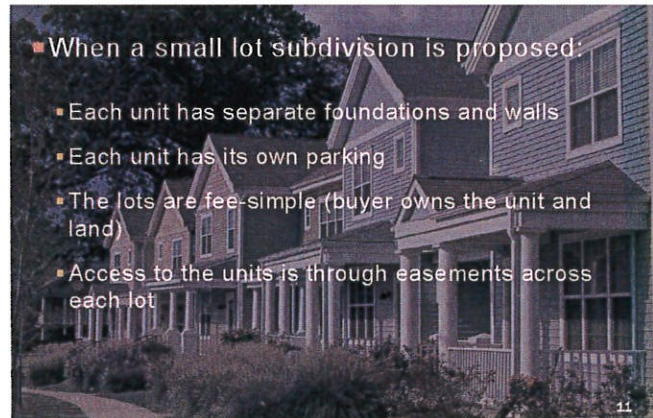 ▪When a small lot subdivision is proposed:
▪Each unit has separate foundations and walls
▪Each unit has its own parking
▪The lots are fee-simple (buyer owns the unit and
land)
▪Access to the units is through easements across
each lot
11